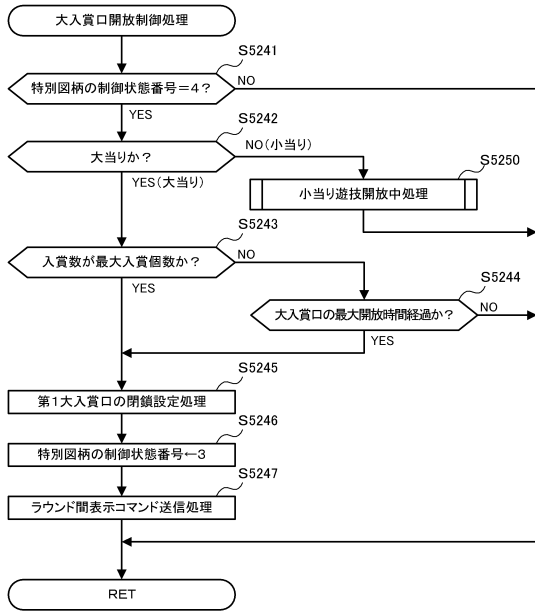 大入賞口開放制御処理
S5241
特別図柄の制御状態番号＝4？
NO
YES
S5242
大当りか？
NO(小当り)
YES(大当り)
S5250
小当り遊技開放中処理
S5243
入賞数が最大入賞個数か？
NO
YES
S5244
大入賞口の最大開放時間経過か？
NO
YES
S5245
第1大入賞口の閉鎖設定処理
S5246
特別図柄の制御状態番号←3
S5247
ラウンド間表示コマンド送信処理
RET